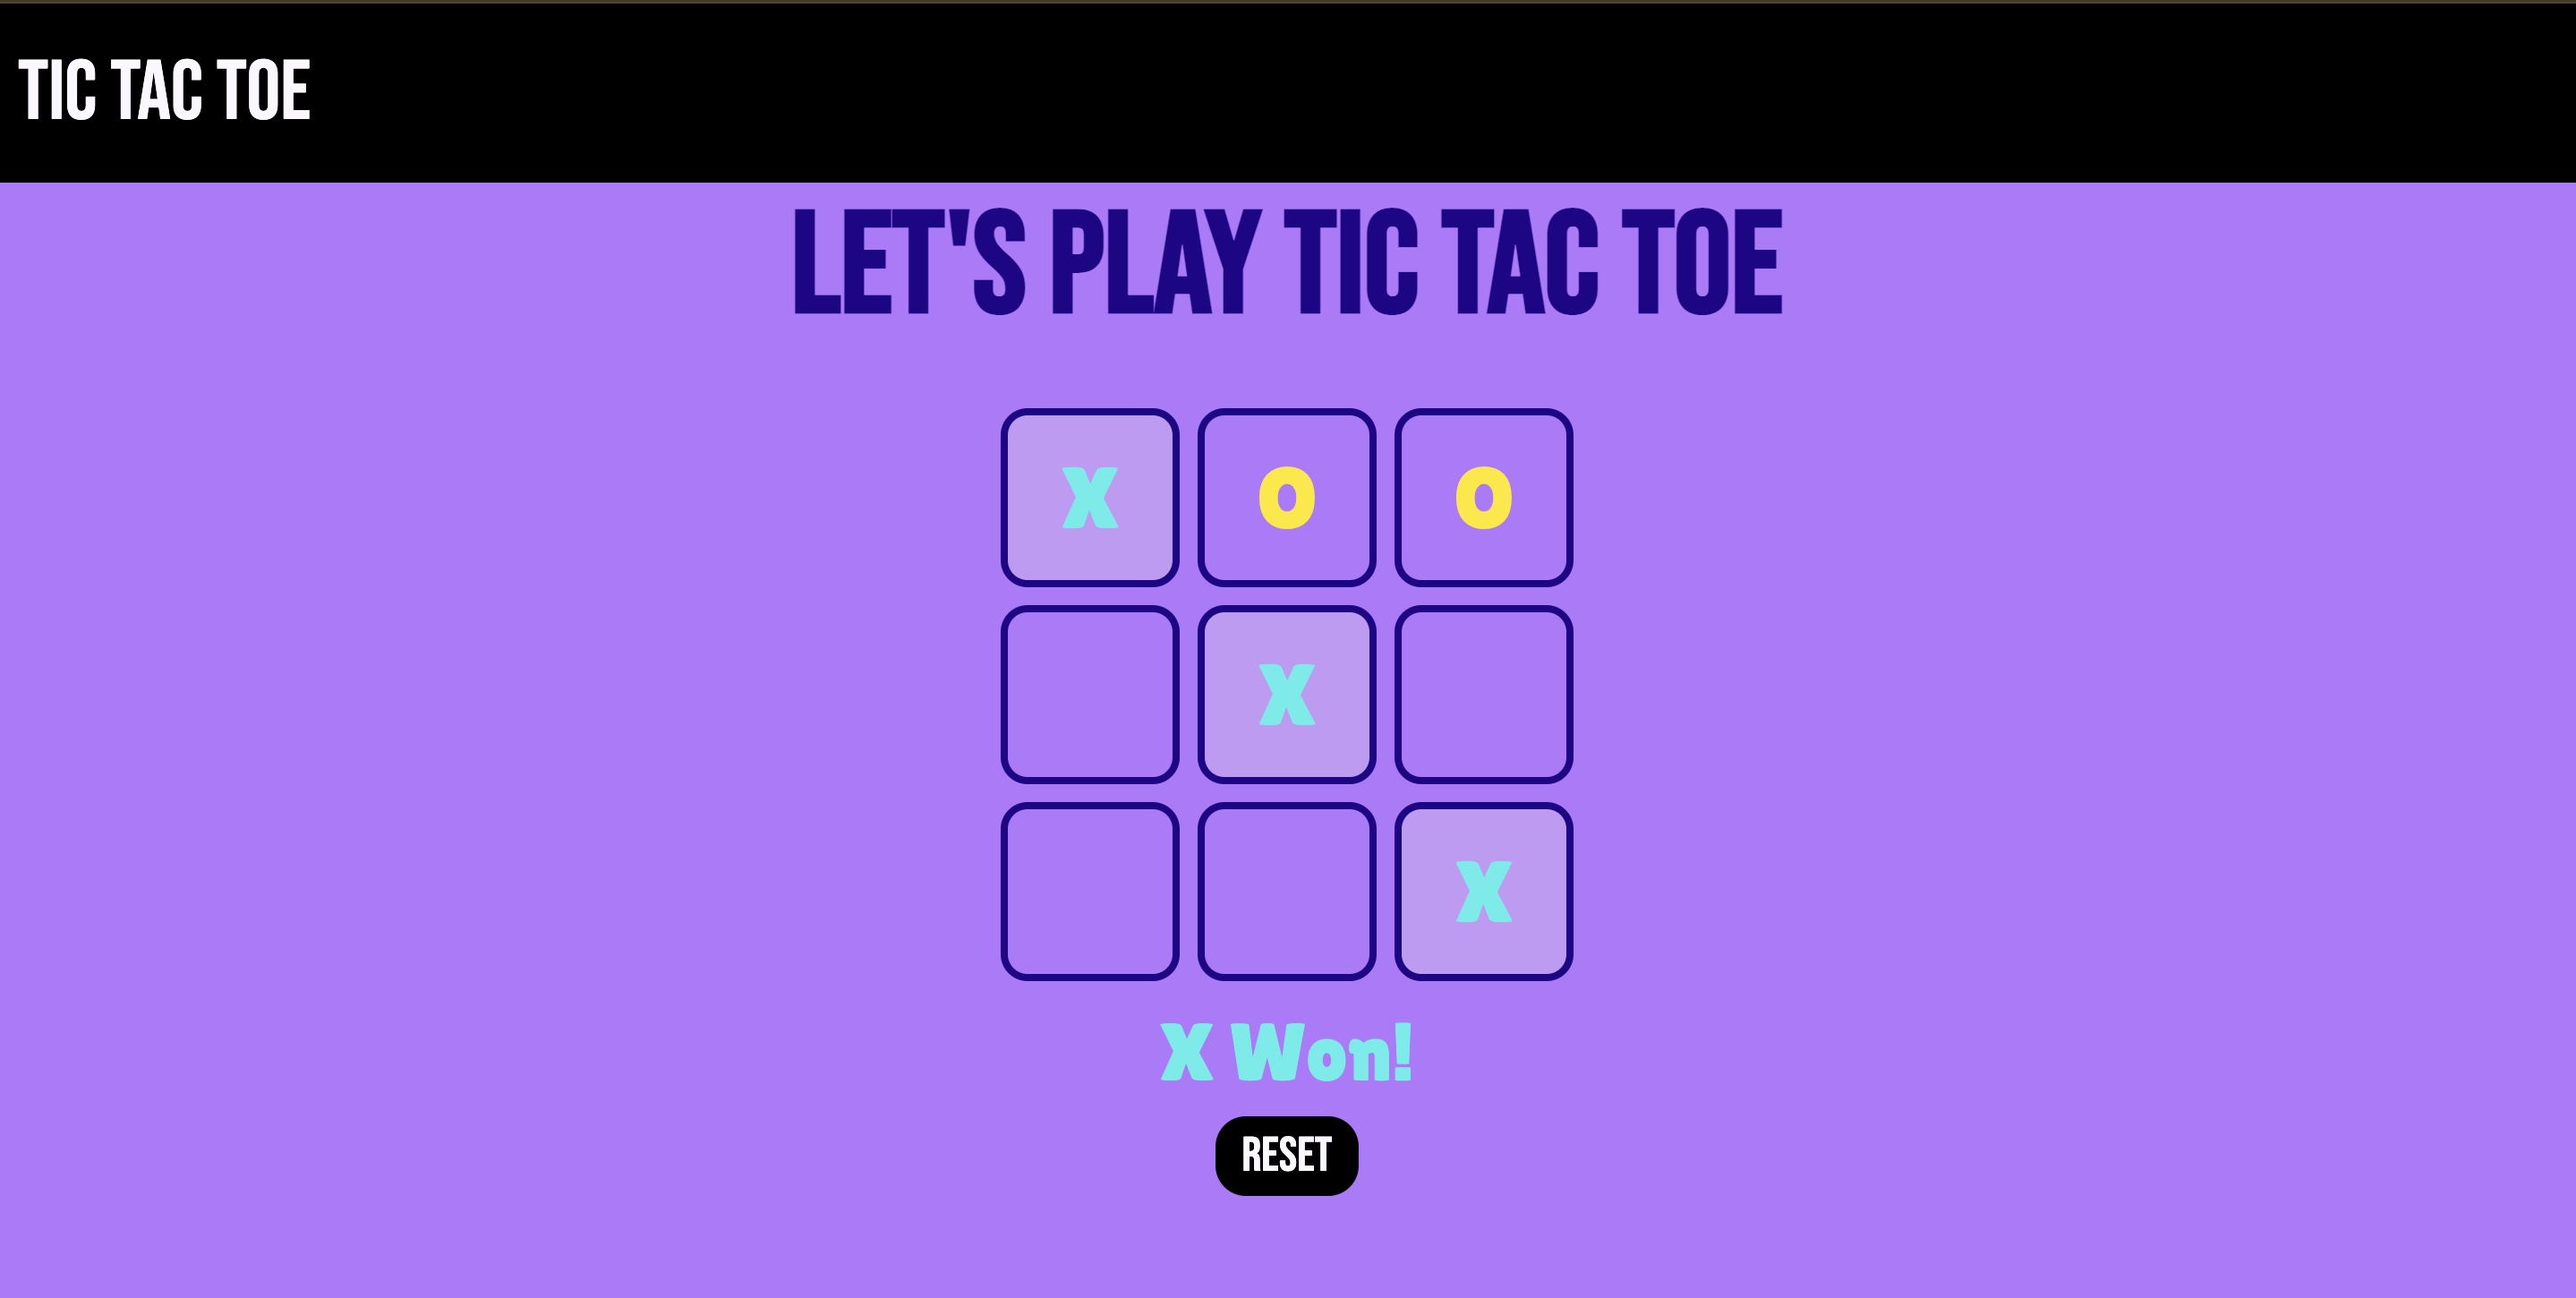 TIC TAC TOE
LET'S PLAY TIC TAC TOE
X O O
X
X
X Won!
RESET